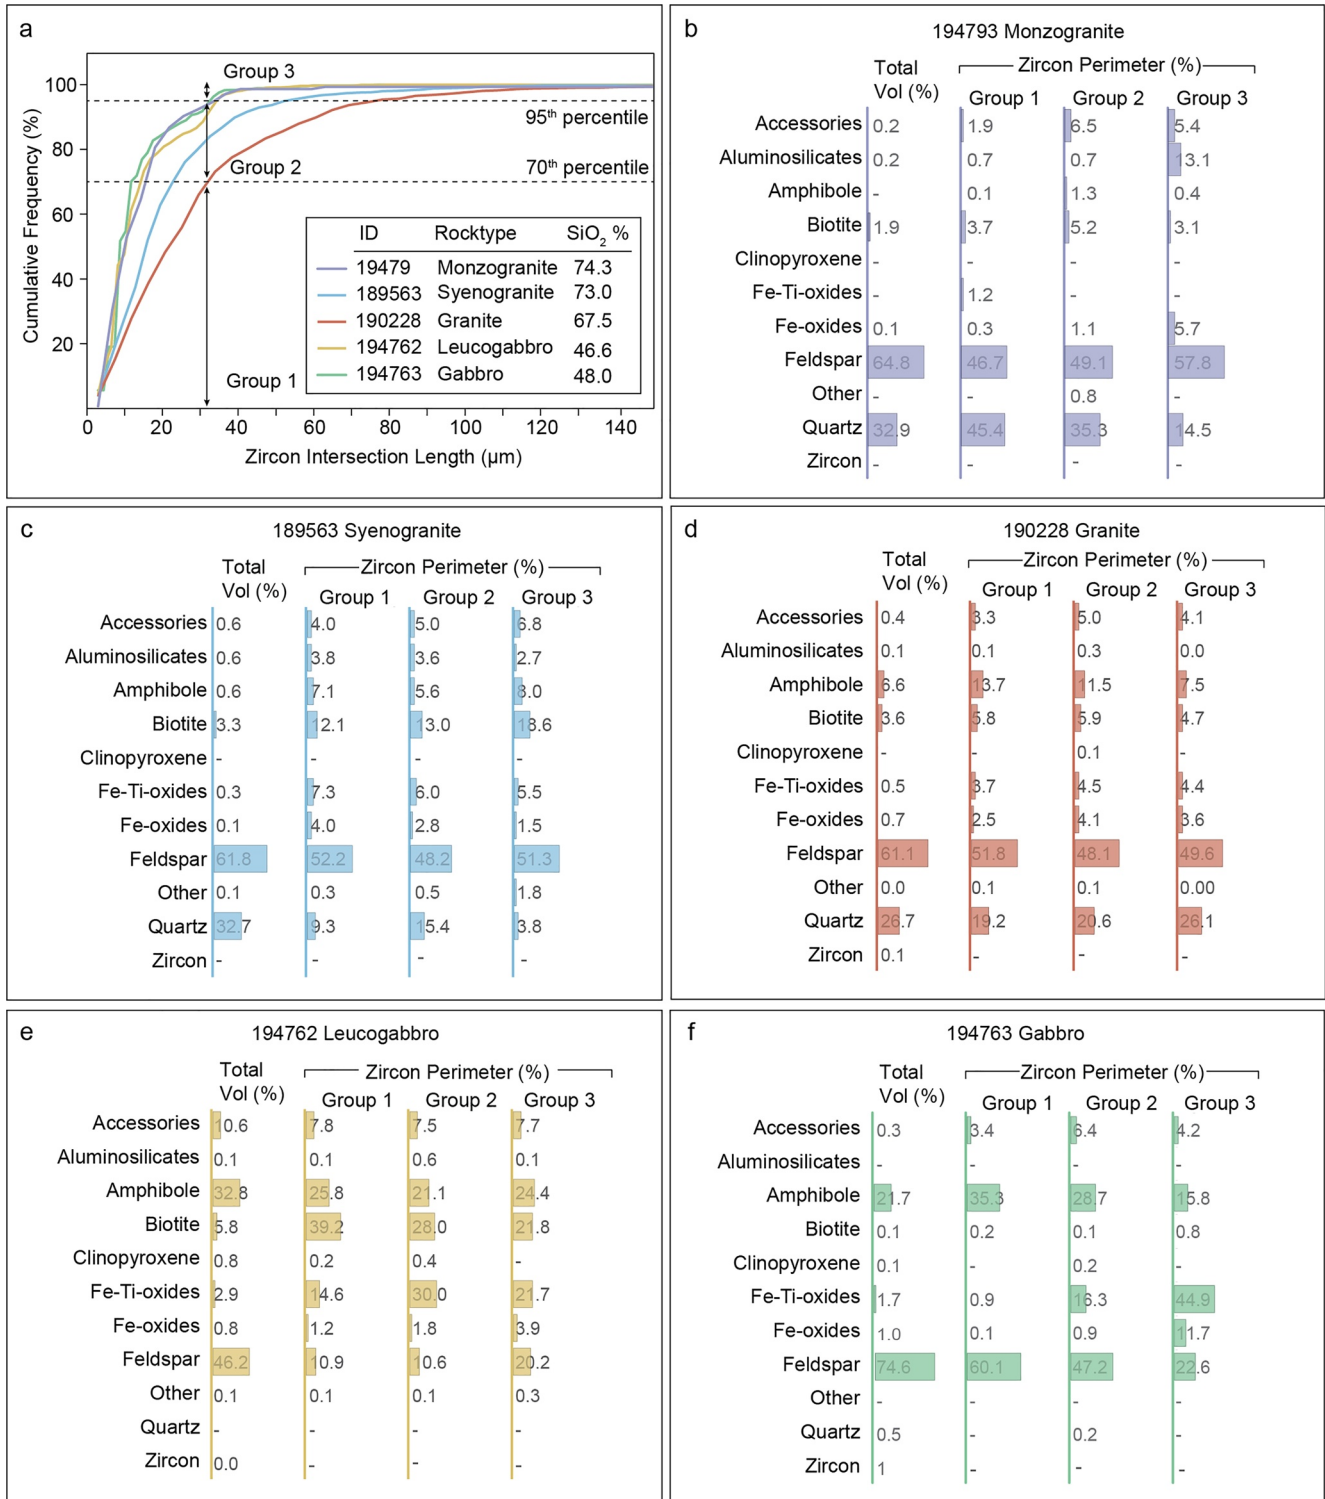 a
Cumulative Frequency (%)
100
80
60
40
20
Group 3
95th percentile
Group 2
70th percentile
Group 1
ID Rocktype SiO2 %
19479 Monzogranite 74.3
189563 Syenogranite 73.0
190228 Granite 67.5
194762 Leucogabbro 46.6
194763 Gabbro 48.0
0 20 40 60 80 100 120 140
Zircon Intersection Length (μm)
b
194793 Monzogranite
Total Vol (%)
Zircon Perimeter (%)
Group 1 Group 2 Group 3
Accessories 0.2 1.9 6.5 5.4
Aluminosilicates 0.2 0.7 0.7 13.1
Amphibole - 0.1 1.3 0.4
Biotite 1.9 3.7 5.2 3.1
Clinopyroxene - - - -
Fe-Ti-oxides - 1.2 - -
Fe-oxides 0.1 0.3 1.1 5.7
Feldspar 64.8 46.7 49.1 57.8
Other - - 0.8 -
Quartz 32.9 45.4 35.3 14.5
Zircon - - - -
c
189563 Syenogranite
Total Vol (%)
Zircon Perimeter (%)
Group 1 Group 2 Group 3
Accessories 0.6 4.0 5.0 6.8
Aluminosilicates 0.6 3.8 3.6 2.7
Amphibole 0.6 7.1 5.6 8.0
Biotite 3.3 12.1 13.0 18.6
Clinopyroxene - - - -
Fe-Ti-oxides 0.3 7.3 6.0 5.5
Fe-oxides 0.1 4.0 2.8 1.5
Feldspar 61.8 52.2 48.2 51.3
Other 0.1 0.3 0.5 1.8
Quartz 32.7 9.3 15.4 3.8
Zircon - - - -
d
190228 Granite
Total Vol (%)
Zircon Perimeter (%)
Group 1 Group 2 Group 3
Accessories 0.4 3.3 5.0 4.1
Aluminosilicates 0.1 0.1 0.3 0.0
Amphibole 6.6 13.7 11.5 7.5
Biotite 3.6 5.8 5.9 4.7
Clinopyroxene - - 0.1 -
Fe-Ti-oxides 0.5 3.7 4.5 4.4
Fe-oxides 0.7 2.5 4.1 3.6
Feldspar 61.1 51.8 48.1 49.6
Other 0.0 0.1 0.1 0.00
Quartz 26.7 19.2 20.6 26.1
Zircon 0.1 - - -
e
194762 Leucogabbro
Total Vol (%)
Zircon Perimeter (%)
Group 1 Group 2 Group 3
Accessories 10.6 7.8 7.5 7.7
Aluminosilicates 0.1 0.1 0.6 0.1
Amphibole 32.8 25.8 21.1 24.4
Biotite 5.8 39.2 28.0 21.8
Clinopyroxene 0.8 0.2 0.4 -
Fe-Ti-oxides 2.9 14.6 30.0 21.7
Fe-oxides 0.8 1.2 1.8 3.9
Feldspar 46.2 10.9 10.6 20.2
Other 0.1 0.1 0.1 0.3
Quartz - - - -
Zircon 0.0 - - -
f
194763 Gabbro
Total Vol (%)
Zircon Perimeter (%)
Group 1 Group 2 Group 3
Accessories 0.3 3.4 6.4 4.2
Aluminosilicates - - - -
Amphibole 21.7 35.3 28.7 15.8
Biotite 0.1 0.2 0.1 0.8
Clinopyroxene 0.1 - 0.2 -
Fe-Ti-oxides 1.7 0.9 16.3 44.9
Fe-oxides 1.0 0.1 0.9 11.7
Feldspar 74.6 60.1 47.2 22.6
Other - - - -
Quartz 0.5 - 0.2 -
Zircon 1 - - -